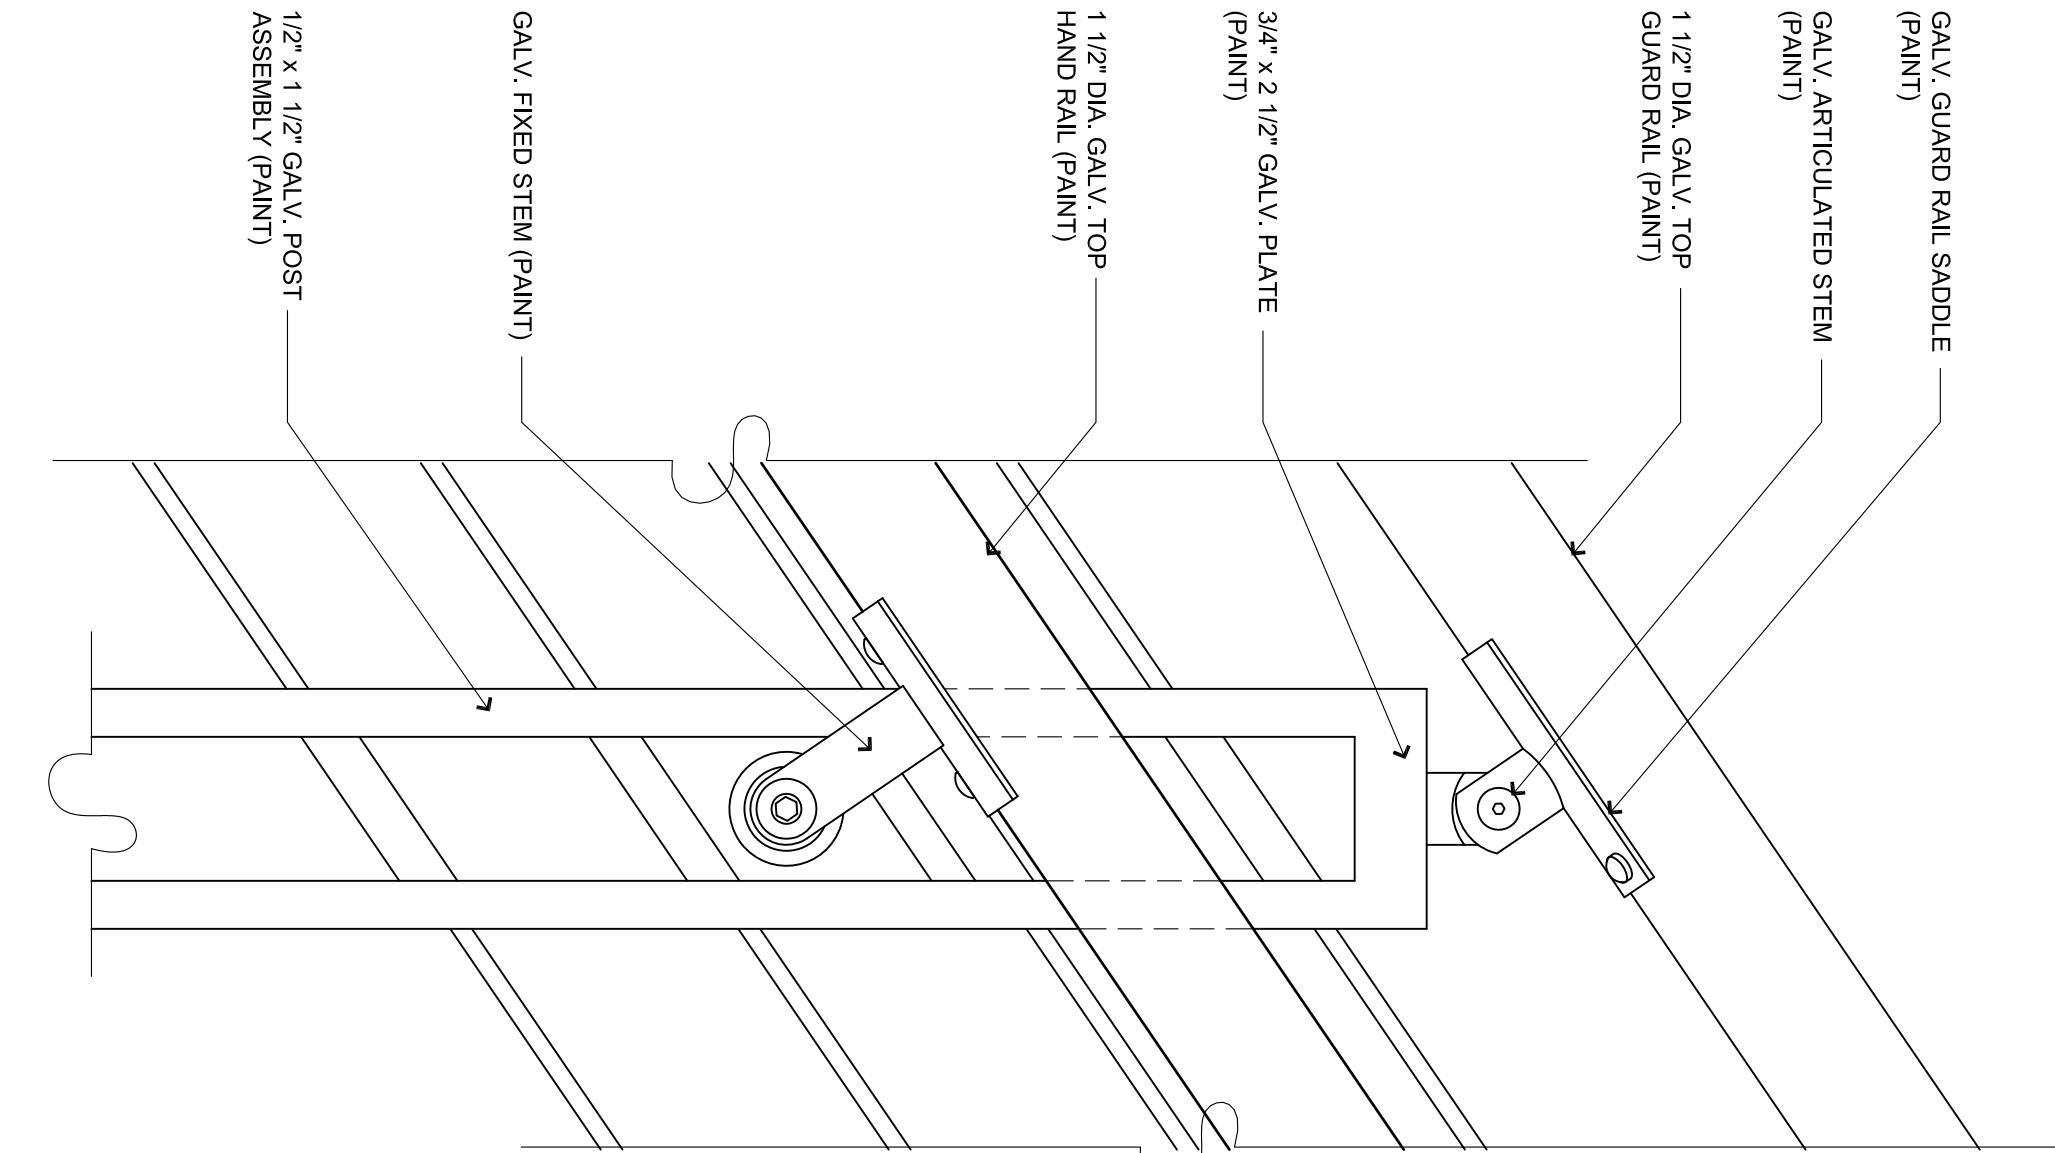 GALV. GUARD RAIL SADDLE
(PAINT)
GALV. ARTICULATED STEM
(PAINT)
1 1/2" DIA. GALV. TOP
GUARD RAIL (PAINT)
3/4" x 2 1/2" GALV. PLATE
(PAINT)
1 1/2" DIA. GALV. TOP
HAND RAIL (PAINT)
GALV. FIXED STEM (PAINT)
1/2" x 1 1/2" GALV. POST
ASSEMBLY (PAINT)